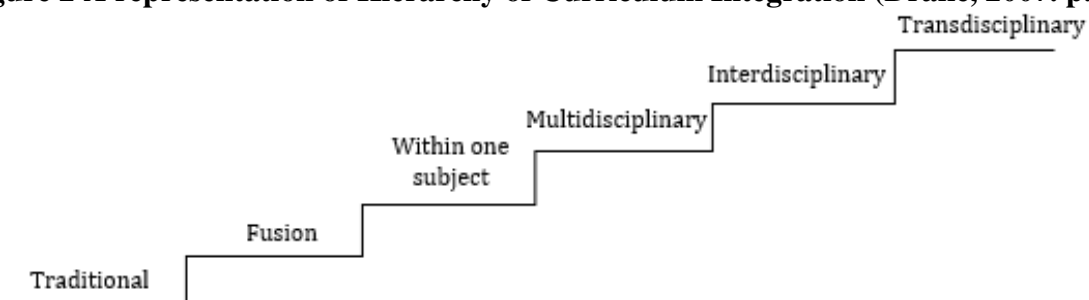 Transdisciplinary
Interdisciplinary
Multidisciplinary
Within one
subject
Fusion
Traditional